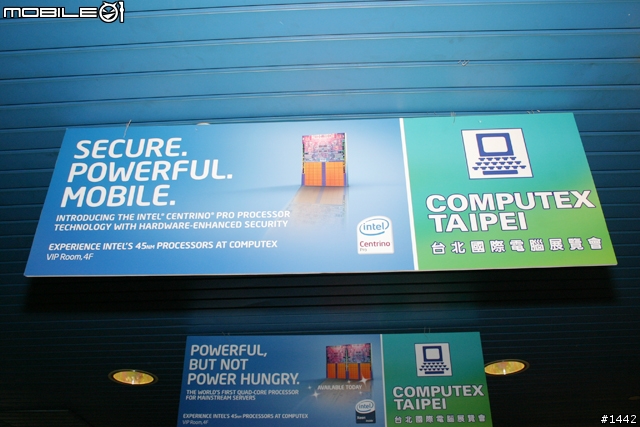 MOBILE01
SECURE.
POWERFUL.
MOBILE.
INTRODUCING THE INTEL® CENTRINO® PRO PROCESSOR
TECHNOLOGY WITH HARDWARE-ENHANCED SECURITY
EXPERIENCE INTEL'S 45NM PROCESSORS AT COMPUTEX
VIP Room, 4F
intel
Centrino
Pro
COMPUTEX®
TAIPEI
台北國際電腦展覽會
POWERFUL,
BUT NOT
POWER HUNGRY.
THE WORLD'S FIRST QUAD-CORE PROCESSOR
FOR MAINSTREAM SERVERS
EXPERIENCE INTEL'S 45NM PROCESSORS AT COMPUTEX
VIP Room, 4F
AVAILABLE TODAY
intel
COMPUTEX
TAIPEI
台北國際電腦展覽會
#1442